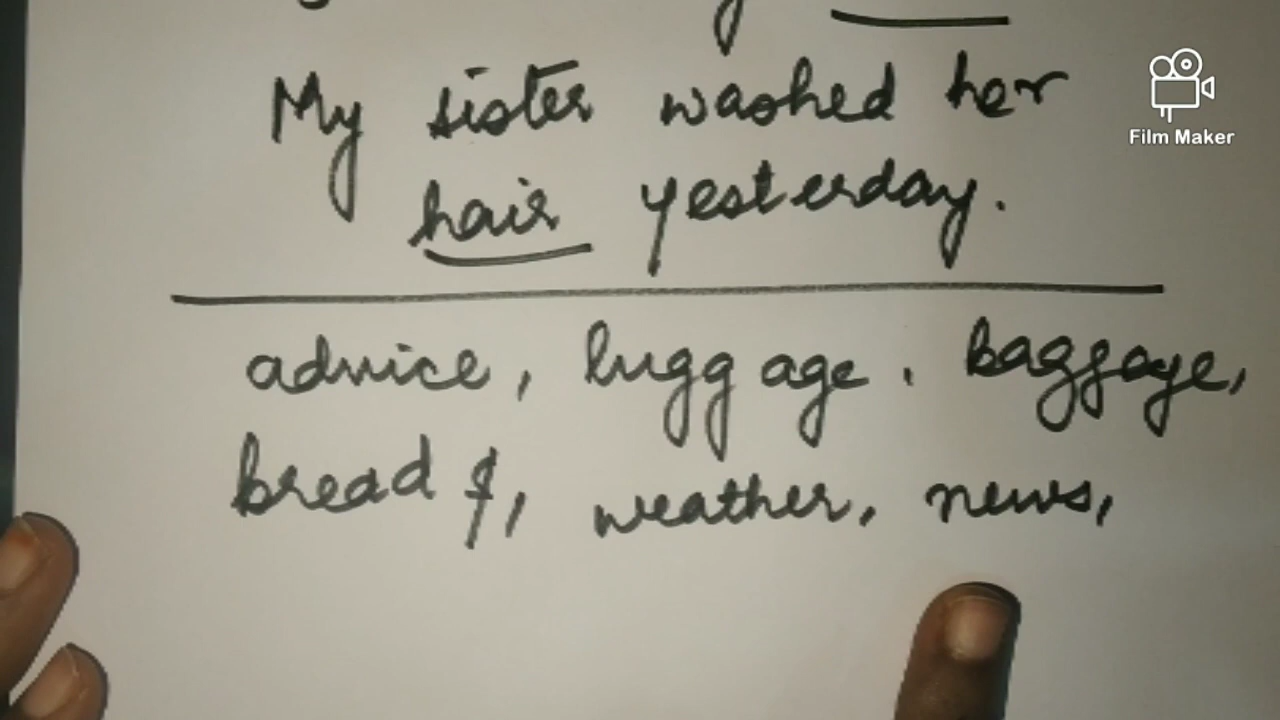 My sister washed her
hair yesterday.
advice, luggage, Baggage,
bread, weather, news,
Film Maker